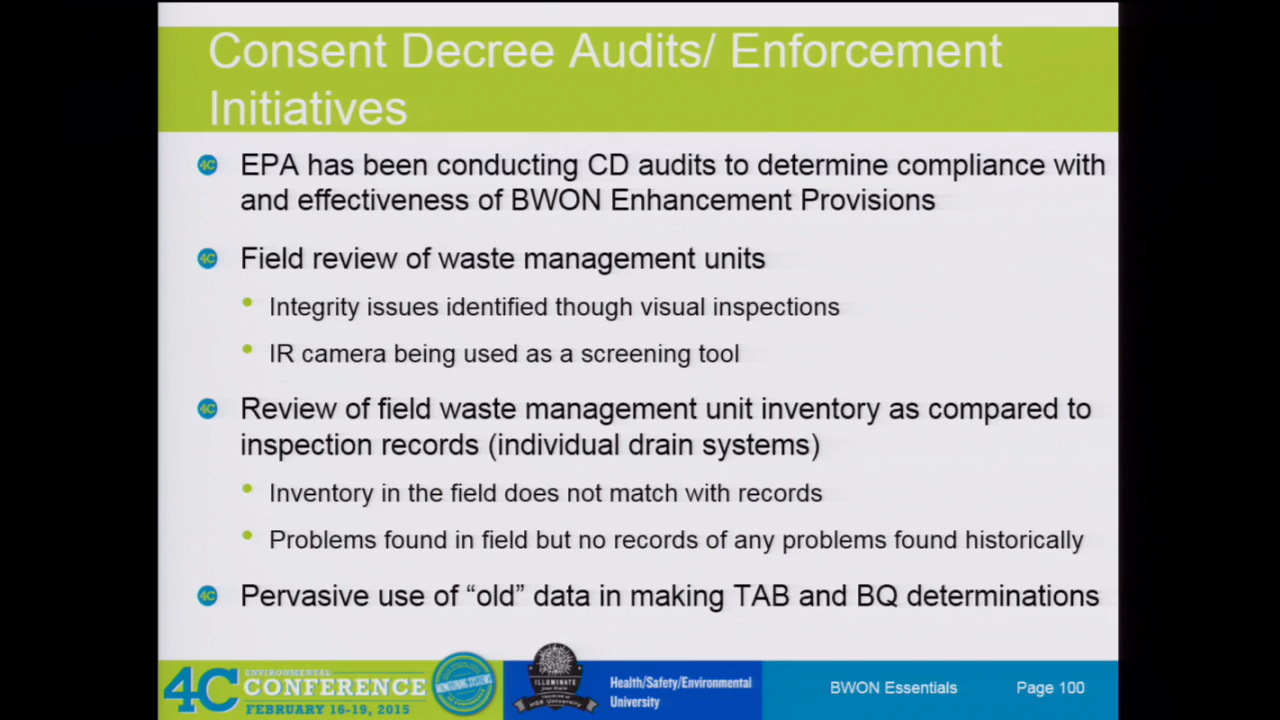 Consent Decree Audits/ Enforcement
Initiatives
EPA has been conducting CD audits to determine compliance with
and effectiveness of BWON Enhancement Provisions
Field review of waste management units
Integrity issues identified though visual inspections
IR camera being used as a screening tool
Review of field waste management unit inventory as compared to
inspection records (individual drain systems)
Inventory in the field does not match with records
Problems found in field but no records of any problems found historically
Pervasive use of “old” data in making TAB and BQ determinations
4C
ENVIRONMENTAL
CONFERENCE
FEBRUARY 16-19, 2015
MONITORING SYSTEMS
ILLUMINATE
Health/Safety/Environmental
University
BWON Essentials
Page 100